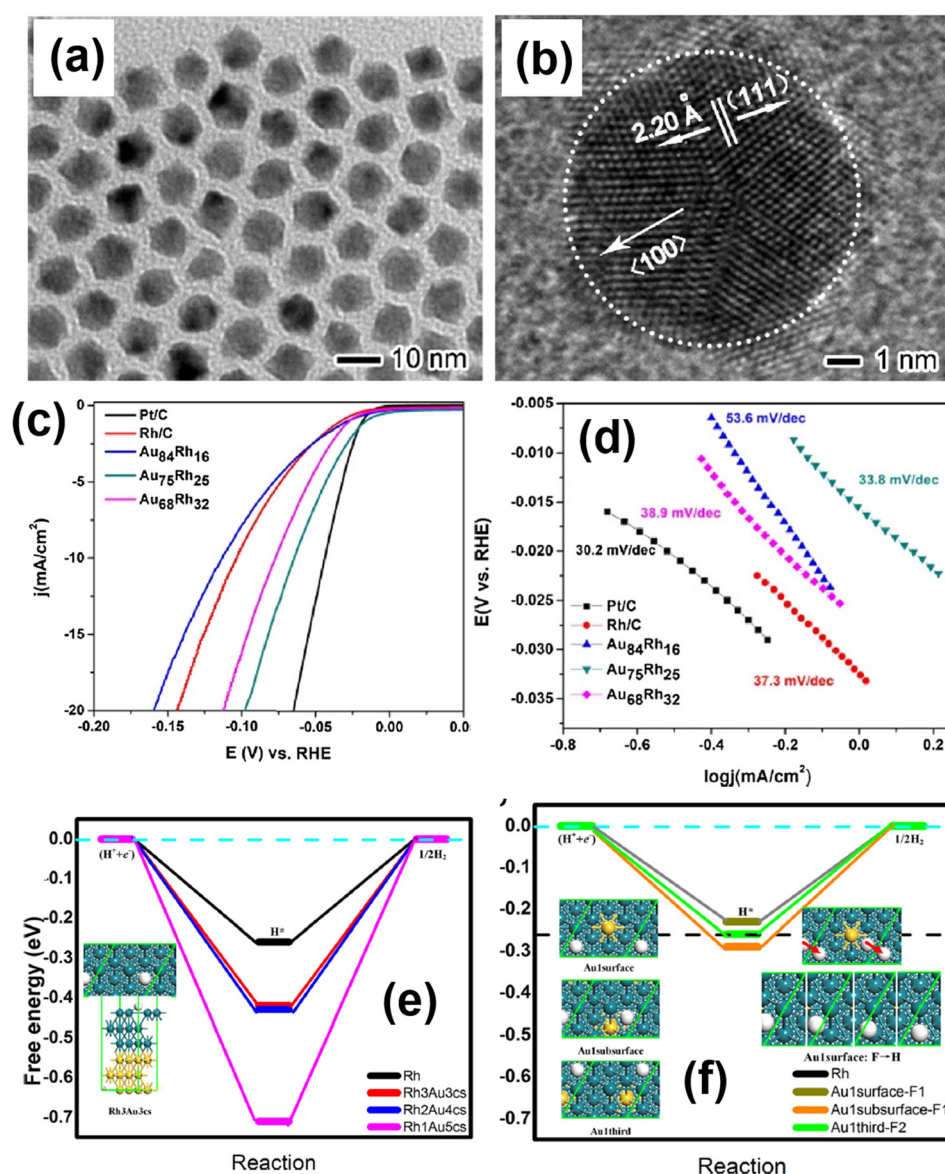 (a)
10 nm
(b)
2.20 Å
(111)
⟨100⟩
1 nm
(c)
Pt/C
Rh/C
Au84Rh16
Au75Rh25
Au68Rh32
j(mA/cm²)
0
-5
-10
-15
-20
-0.20
-0.15
-0.10
-0.05
0.00
E (V) vs. RHE
(d)
E(V vs. RHE)
-0.005
-0.010
-0.015
-0.020
-0.025
-0.030
-0.035
53.6 mV/dec
33.8 mV/dec
38.9 mV/dec
30.2 mV/dec
37.3 mV/dec
Pt/C
Rh/C
Au84Rh16
Au75Rh25
Au68Rh32
-0.8
-0.6
-0.4
-0.2
0.0
0.2
logj(mA/cm²)
(e)
Free energy (eV)
0.0
-0.1
-0.2
-0.3
-0.4
-0.5
-0.6
-0.7
(H⁺+e⁻)
H*
1/2H₂
Rh3Au3cs
Rh
Rh3Au3cs
Rh2Au4cs
Rh1Au5cs
Reaction
(f)
0.0
-0.1
-0.2
-0.3
-0.4
-0.5
-0.6
-0.7
(H⁺+e⁻)
H*
1/2H₂
Au1surface
Au1subsurface
Au1third
Au1surface: F→H
Rh
Au1surface-F1
Au1subsurface-F1
Au1third-F2
Reaction